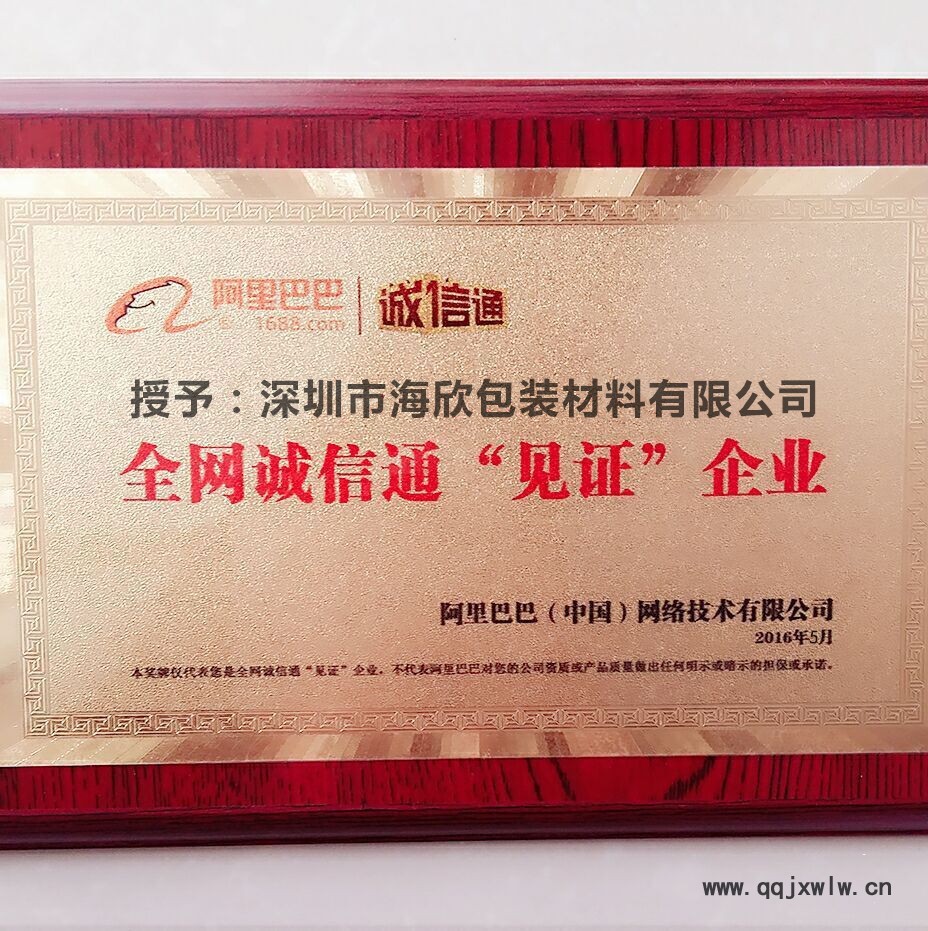 阿里巴巴 诚信通
1688.com
授予：深圳市海欣包装材料有限公司
全网诚信通“见证”企业
阿里巴巴（中国）网络技术有限公司
2016年5月
本奖牌仅代表您是全网诚信通“见证”企业，不代表阿里巴巴对您的公司资质或产品质量做出任何明示或暗示的担保或承诺。
www.qqjxwlw.cn